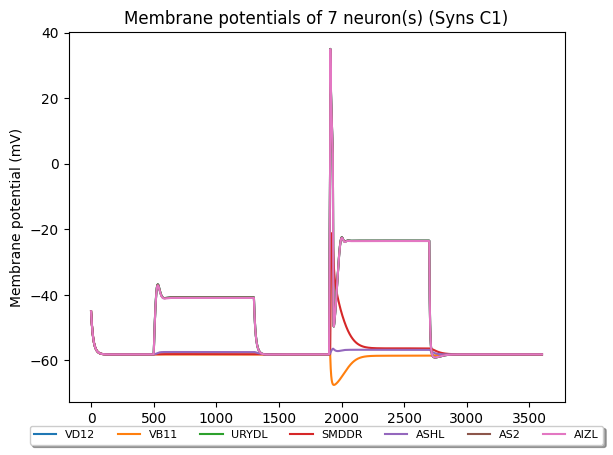 Membrane potentials of 7 neuron(s) (Syns C1)
Membrane potential (mV)
40
20
0
−20
−40
−60
0 500 1000 1500 2000 2500 3000 3500
VD12 VB11 URYDL SMDDR ASHL AS2 AIZL